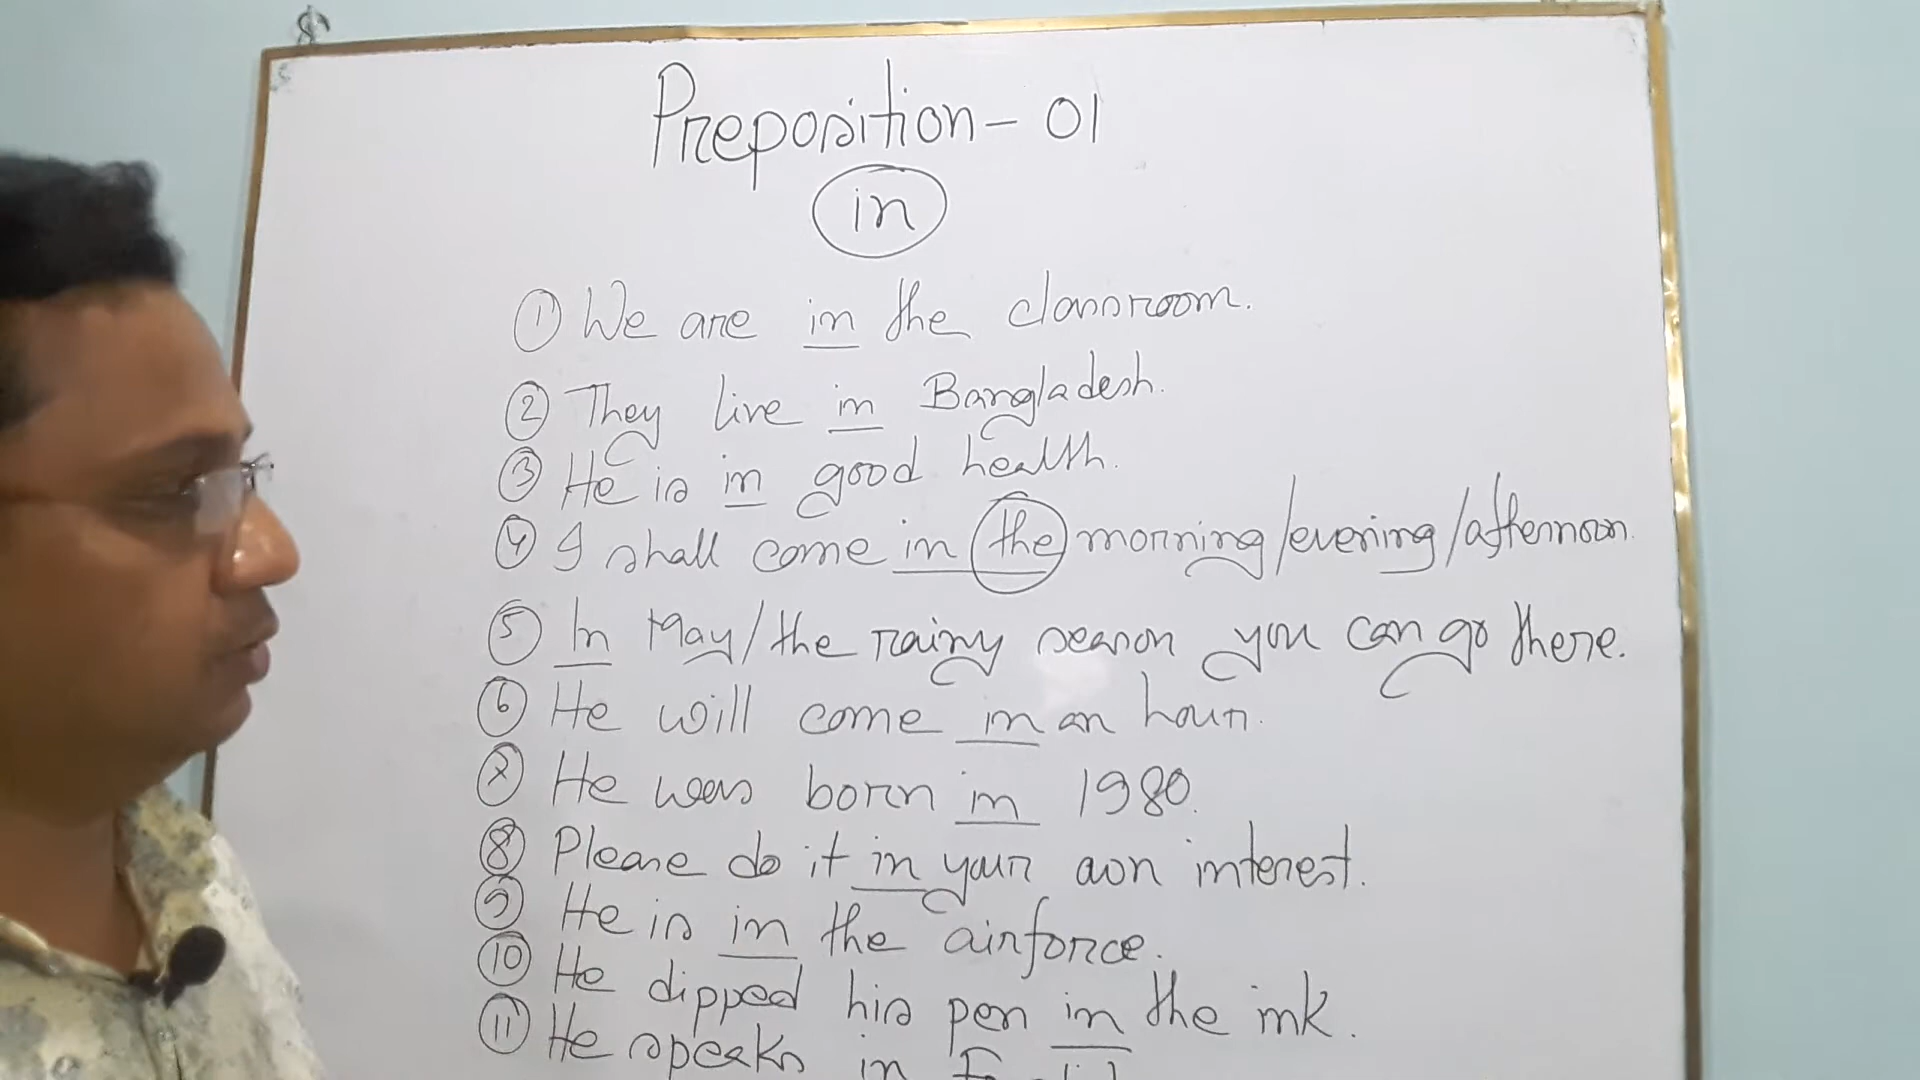 Preposition - 01
in
① We are in the classroom.
② They live in Bangladesh.
③ He is in good health.
④ I shall come in the morning/evening/afternoon.
⑤ In May/the rainy season you can go there.
⑥ He will come in an hour.
⑦ He was born in 1980.
⑧ Please do it in your own interest.
⑨ He is in the airforce.
⑩ He dipped his pen in the ink.
⑪ He speaks in